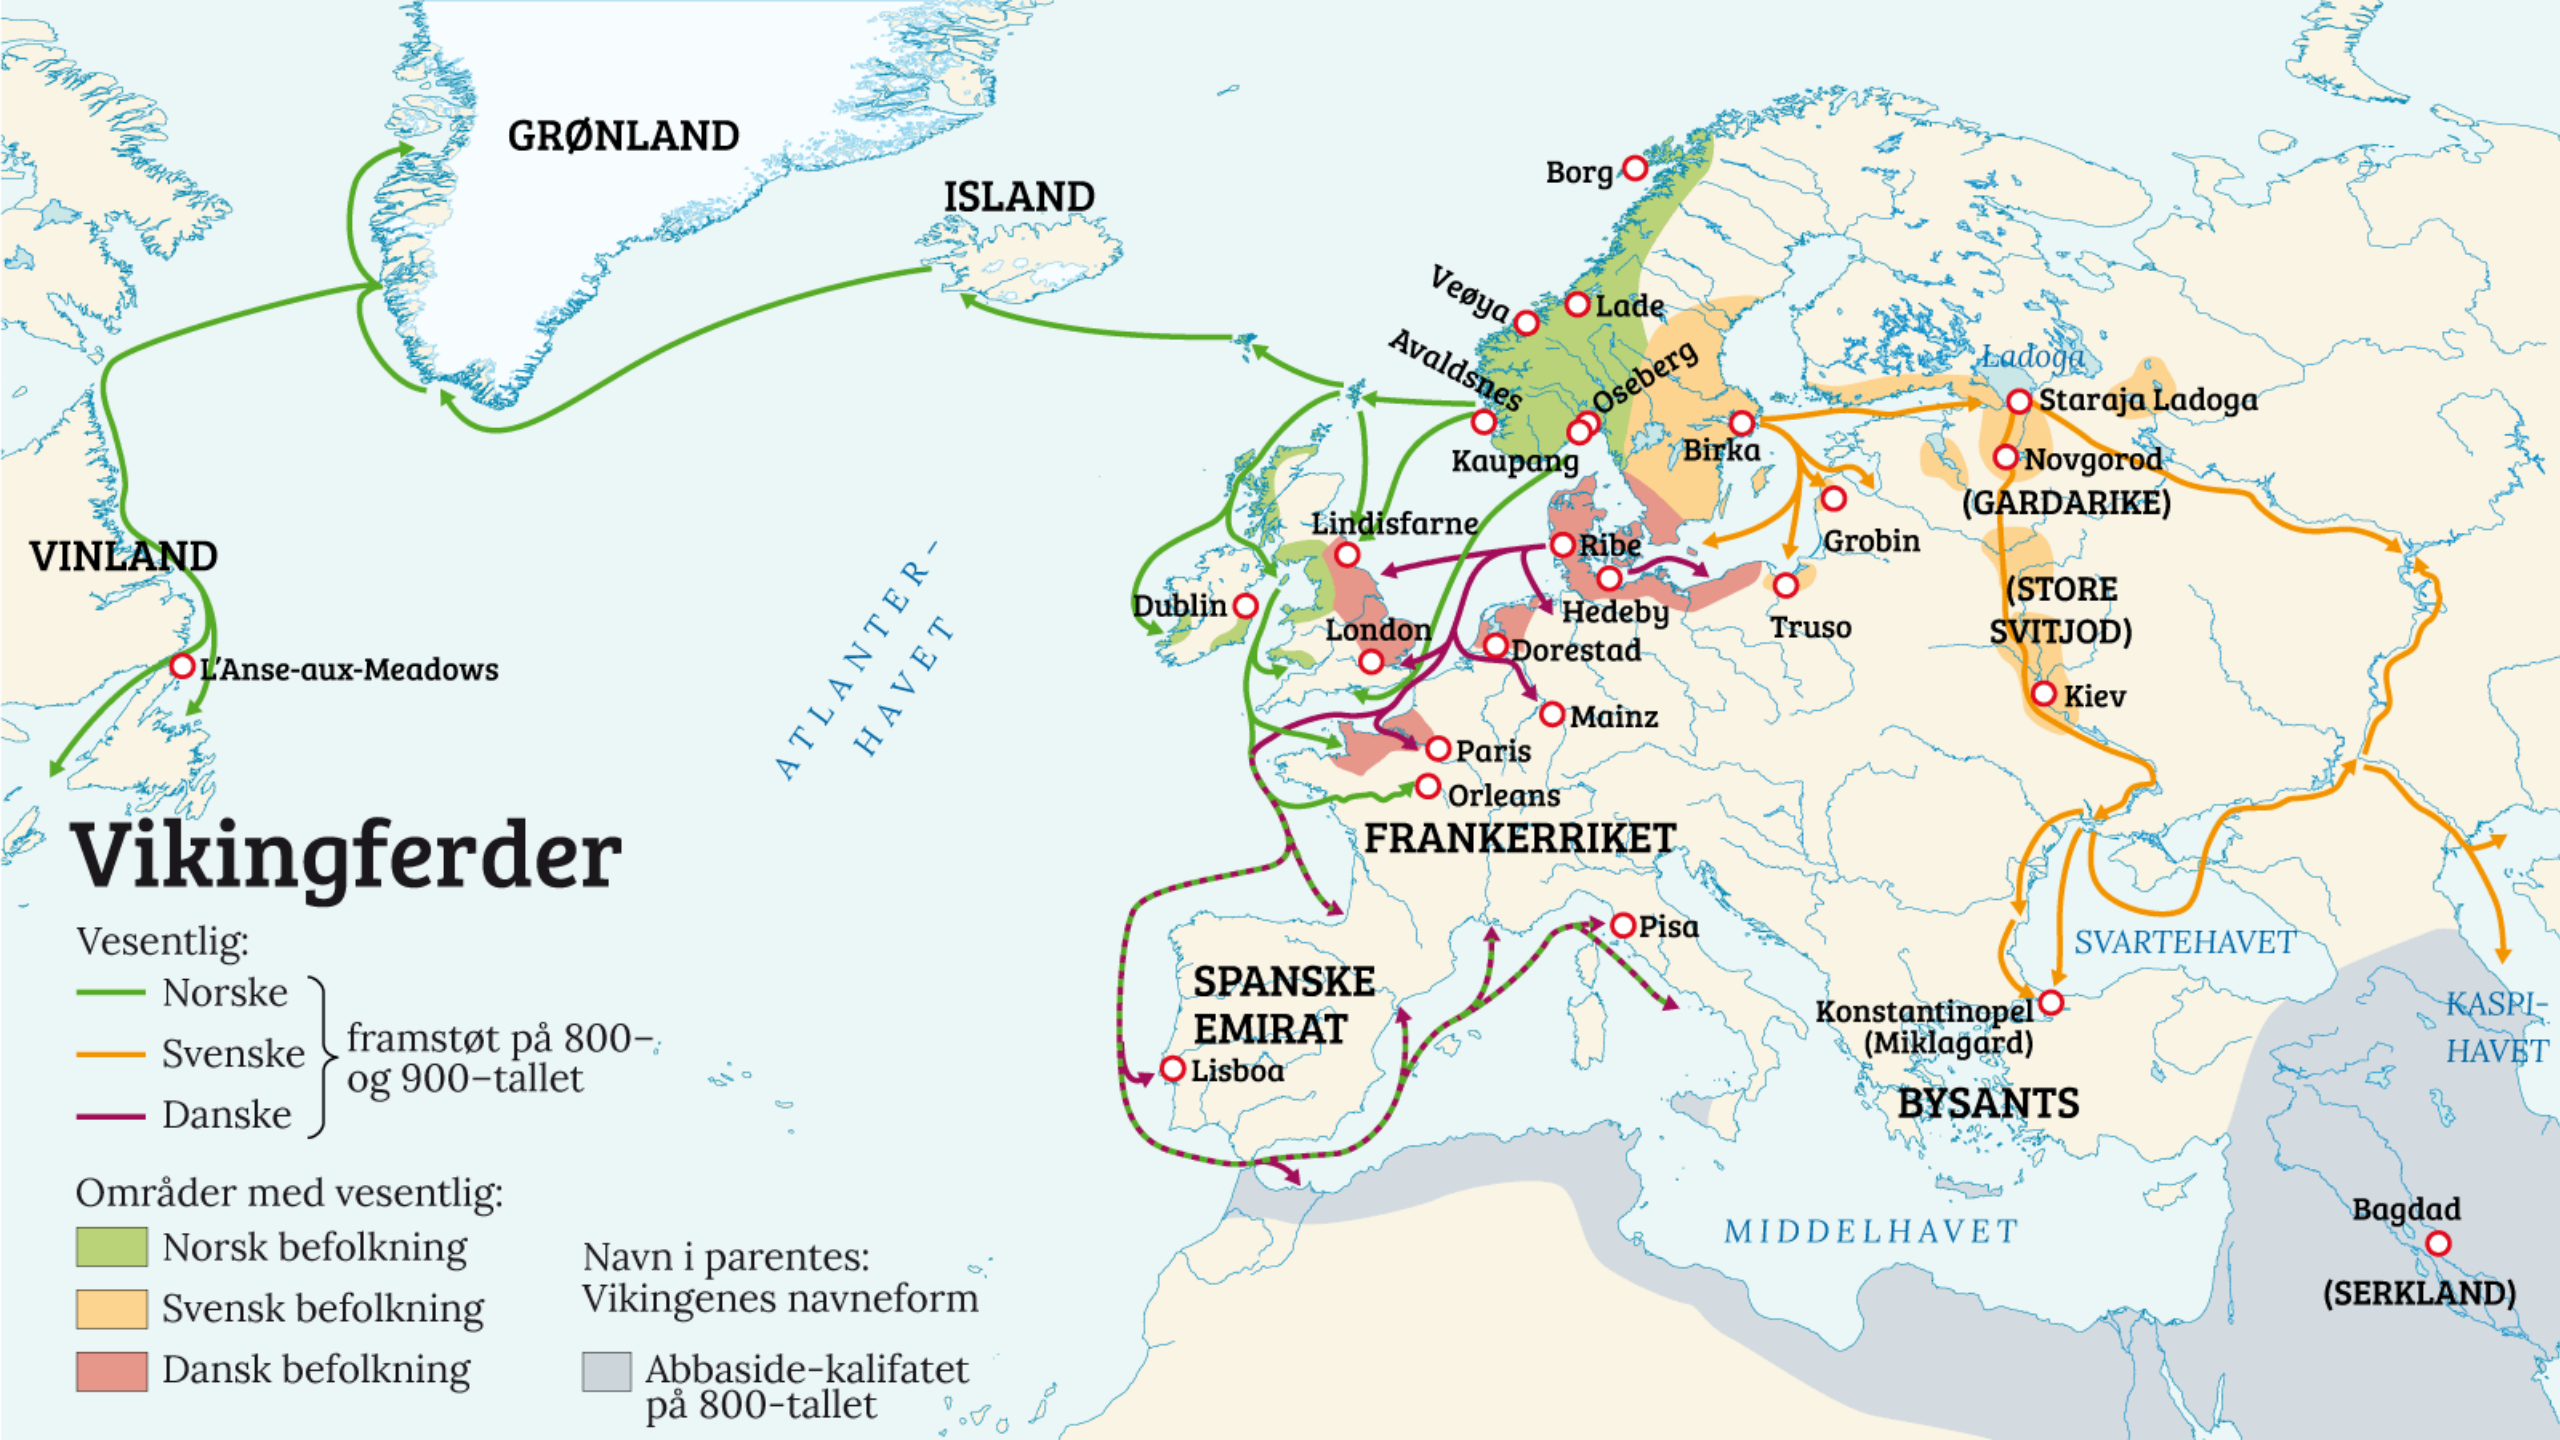 GRØNLAND
ISLAND
Borg
Veøya
Lade
Avaldsnes
Oseberg
Ladoga
Staraja Ladoga
Birka
Kaupang
Novgorod
(GARDARIKE)
Lindisfarne
Grobin
VINLAND
Ribe
(STORE
SVITJOD)
Dublin
Hedeby
London
Truso
Dorestad
L'Anse-aux-Meadows
ATLANTER-
HAVET
Kiev
Mainz
Paris
Orleans
FRANKERRIKET
Pisa
SVARTEHAVET
SPANSKE
EMIRAT
Konstantinopel
(Miklagard)
KASPI-
HAVET
Lisboa
BYSANTS
MIDDELHAVET
Bagdad
(SERKLAND)
Vikingferder
Vesentlig:
Norske
Svenske
Danske
framstøt på 800-
og 900-tallet
Områder med vesentlig:
Norsk befolkning
Svensk befolkning
Dansk befolkning
Navn i parentes:
Vikingenes navneform
Abbaside-kalifatet
på 800-tallet